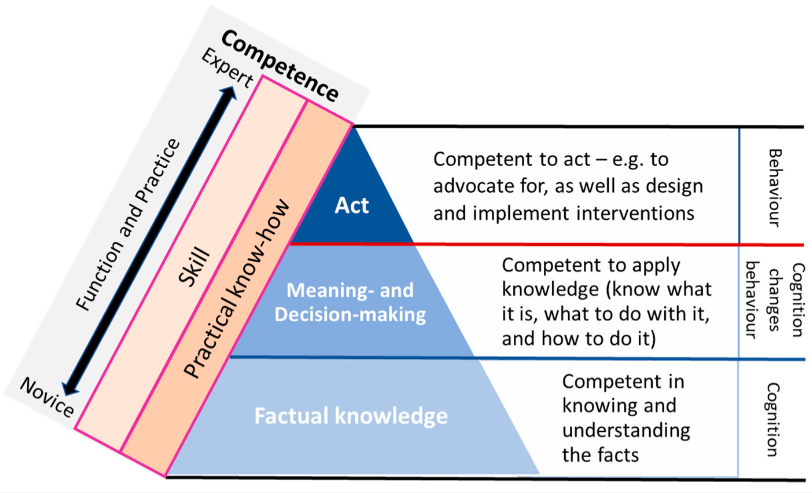 Competence
Expert
Function and Practice
Novice
Skill
Practical know-how
Act
Competent to act – e.g. to
advocate for, as well as design
and implement interventions
Behaviour
Meaning- and
Decision-making
Competent to apply
knowledge (know what
it is, what to do with it,
and how to do it)
Cognition
changes
behaviour
Factual knowledge
Competent in
knowing and
understanding
the facts
Cognition